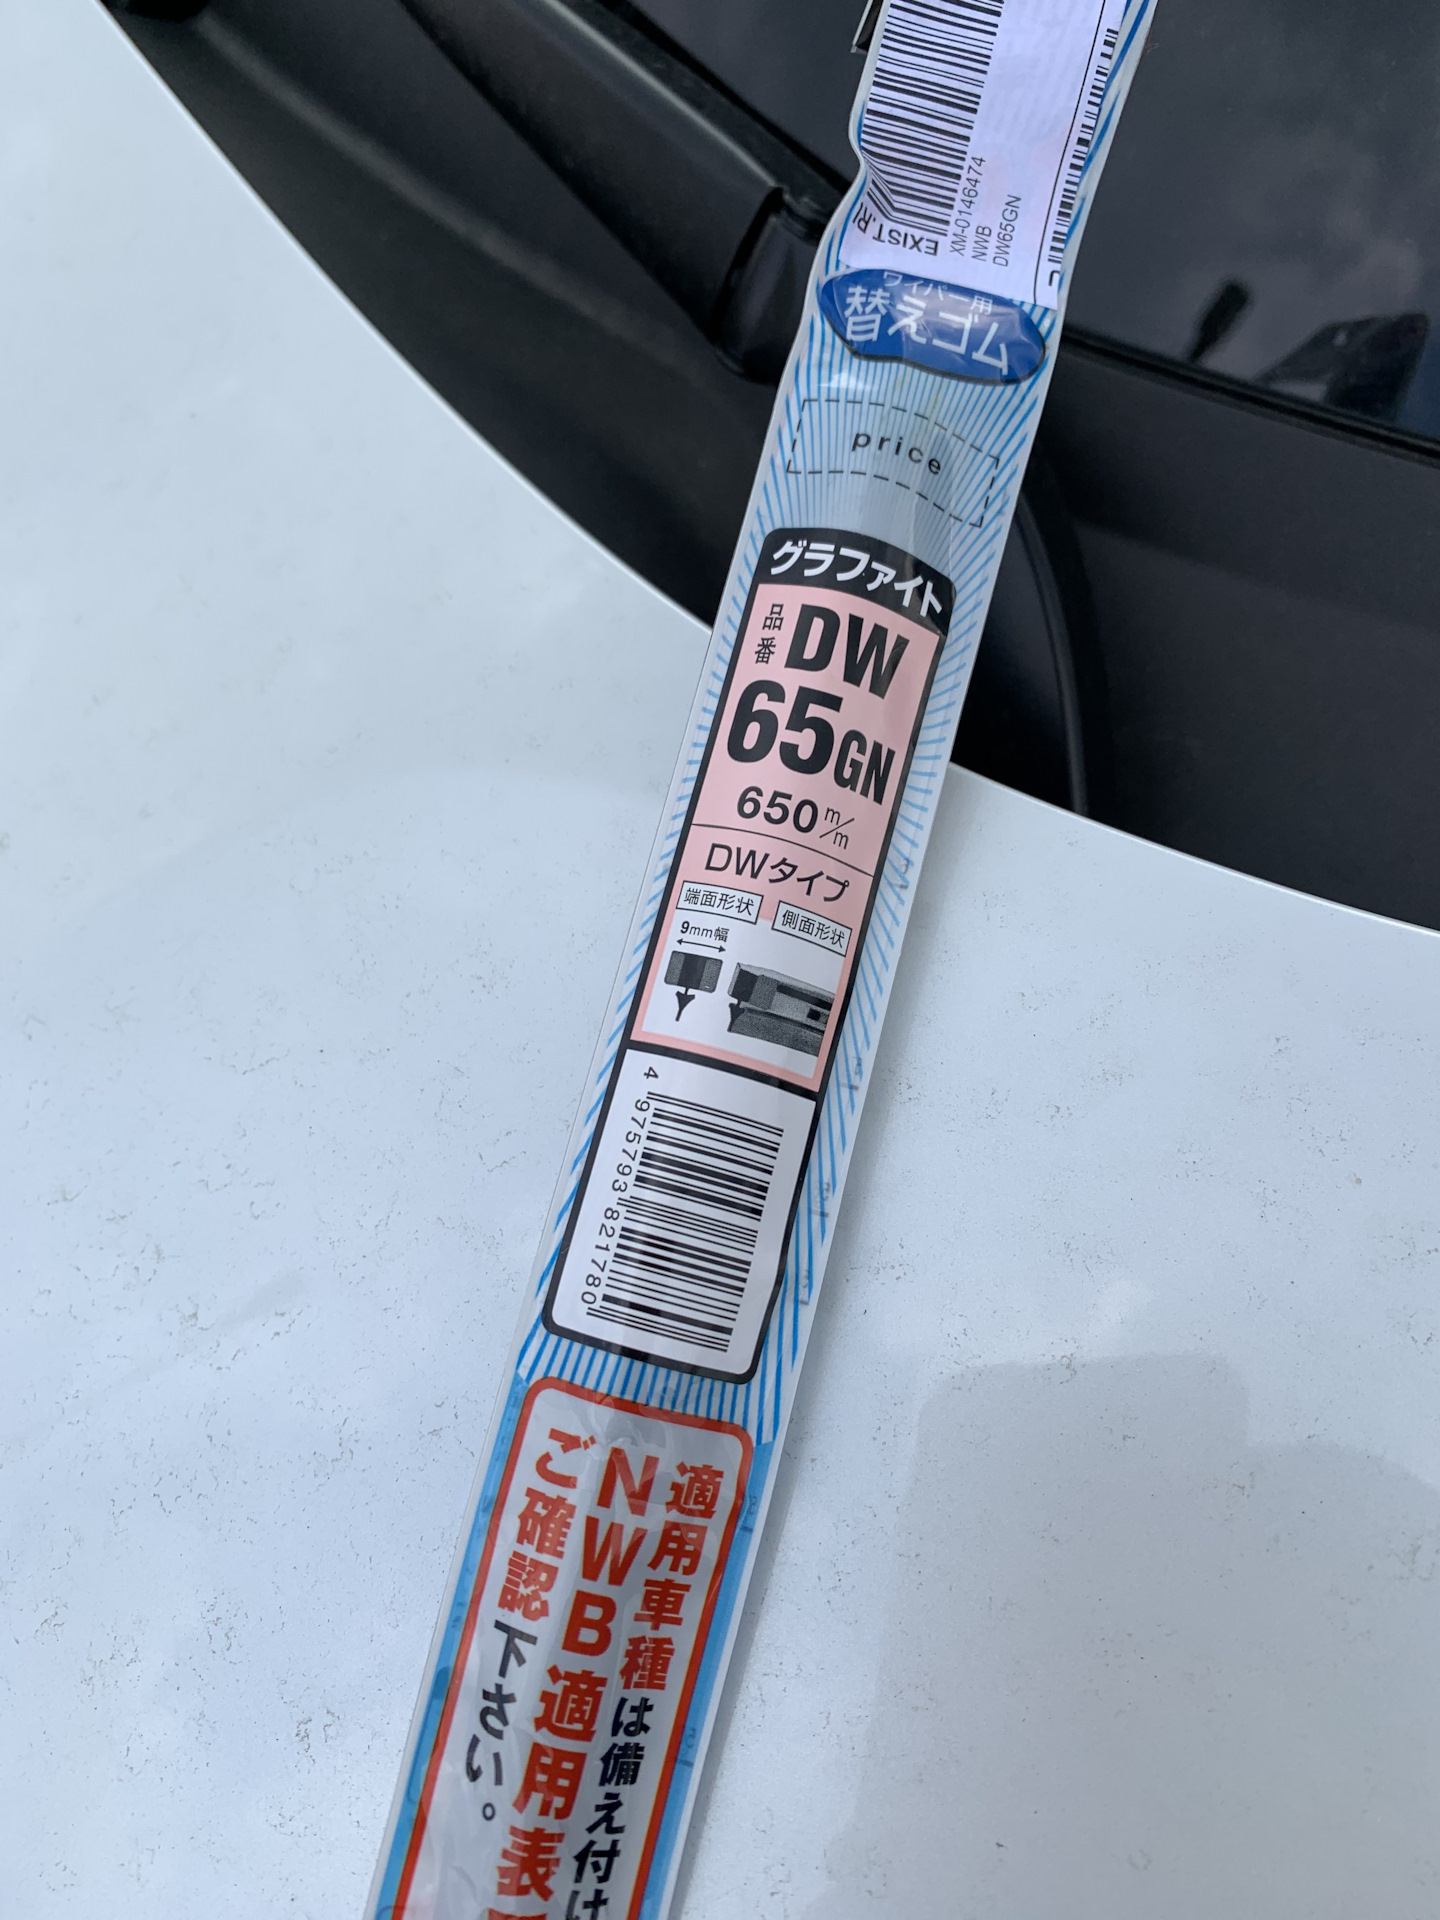 EXIST.RU
XM-0146474
NWB
DW65GN
ワイパー用
替えゴム
price
グラファイト
品番
DW
65GN
650m/m
DWタイプ
端面形状
側面形状
9mm幅
4 975793 821780
適用車種は備え付け
NWB適用表
ご確認下さい。